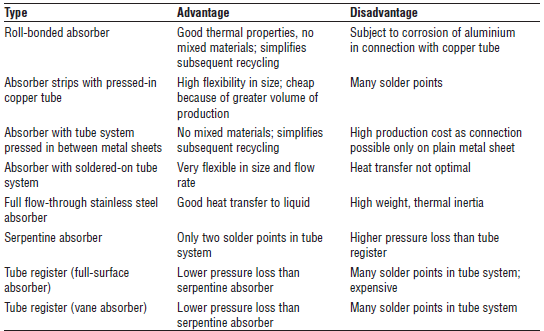 Type Advantage Disadvantage
Roll-bonded absorber Good thermal properties, no Subject to corrosion of aluminium
mixed materials; simplifies in connection with copper tube
subsequent recycling
Absorber strips with pressed-in High flexibility in size; cheap Many solder points
copper tube because of greater volume of
production
Absorber with tube system No mixed materials; simplifies High production cost as connection
pressed in between metal sheets subsequent recycling possible only on plain metal sheet
Absorber with soldered-on tube Very flexible in size and flow Heat transfer not optimal
system rate
Full flow-through stainless steel Good heat transfer to liquid High weight, thermal inertia
absorber
Serpentine absorber Only two solder points in tube Higher pressure loss than tube
system register
Tube register (full-surface Lower pressure loss than Many solder points in tube system;
absorber) serpentine absorber expensive
Tube register (vane absorber) Lower pressure loss than Many solder points in tube system
serpentine absorber